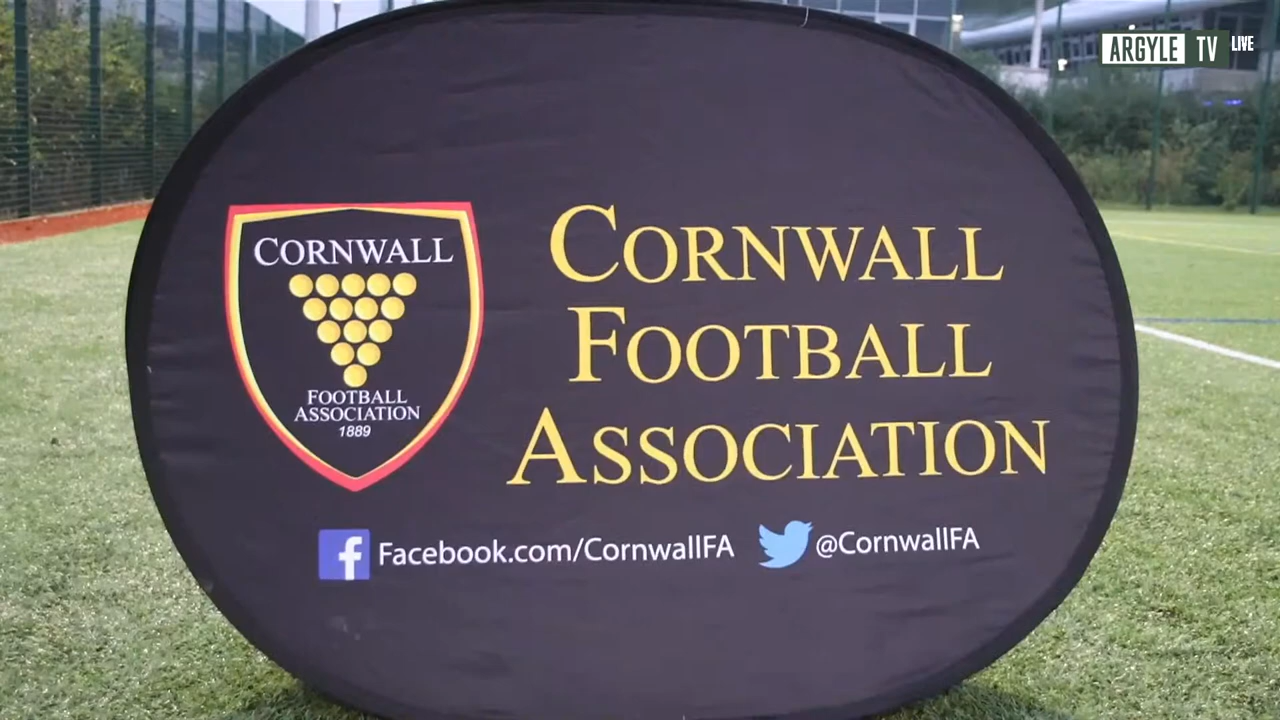 ARGYLE TV LIVE
CORNWALL
FOOTBALL
ASSOCIATION
1889
CORNWALL
FOOTBALL
ASSOCIATION
Facebook.com/CornwallFA @CornwallFA